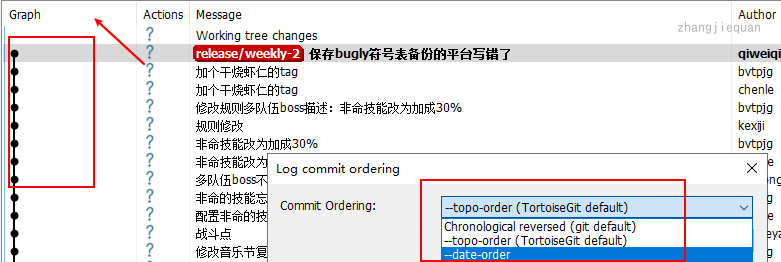 Graph Actions Message Author
zhangjiequan
Working tree changes
release/weekly-2 保存bugly符号表备份的平台写错了 qiweiqi
加个干烧虾仁的tag bvtpjg
加个干烧虾仁的tag chenle
修改规则多队伍boss描述：非命技能改为加成30% bvtpjg
规则修改 kexiji
非命技能改为加成30% bvtpjg
非命技能改为
Log commit ordering
多队伍boss不
Commit Ordering: --topo-order (TortoiseGit default)
非命的技能忘
Chronological reversed (git default)
配置非命的技
--topo-order (TortoiseGit default)
战斗点
--date-order
修改音乐节复